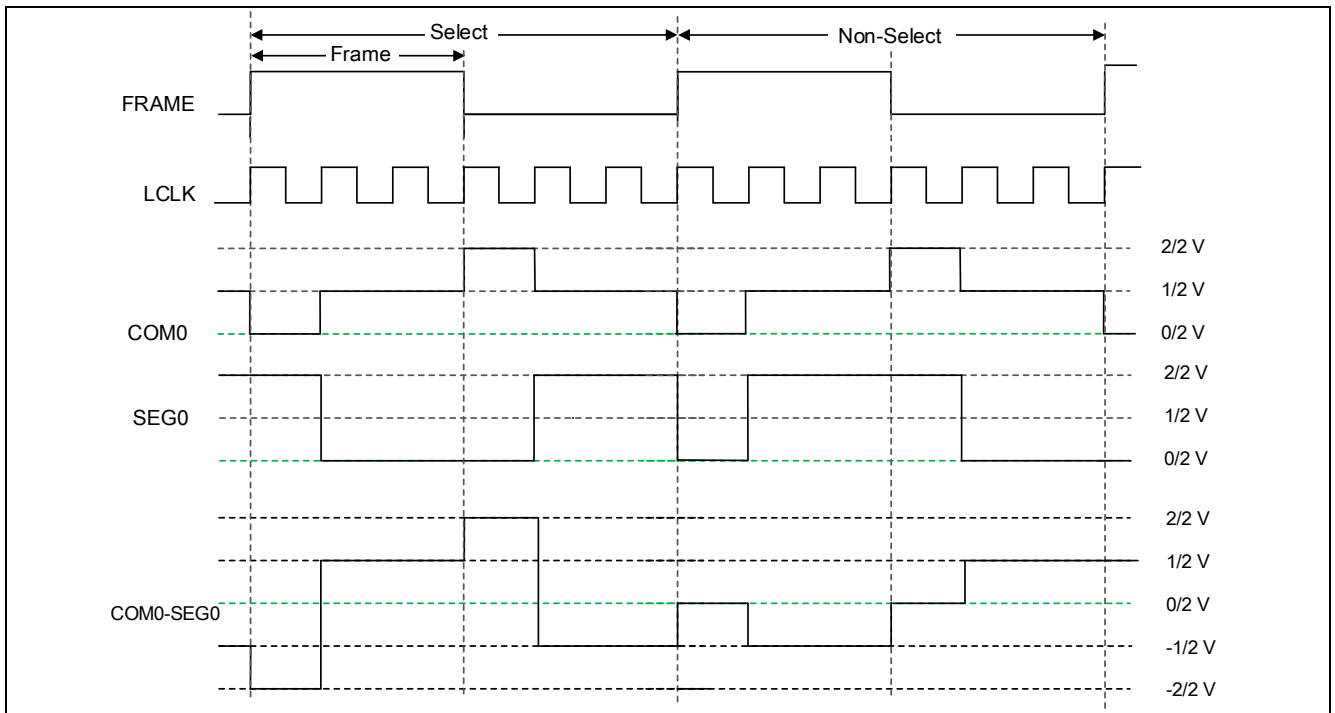 Select
Non-Select
Frame
FRAME
LCLK
2/2 V
1/2 V
COM0
0/2 V
2/2 V
SEG0
1/2 V
0/2 V
2/2 V
1/2 V
COM0-SEG0
0/2 V
-1/2 V
-2/2 V